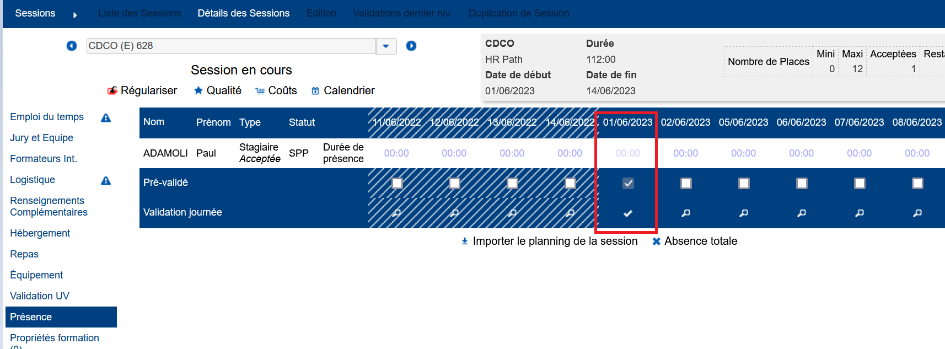 Sessions Liste des Sessions Détails des Sessions Edition Validations dernier niv. Duplication de Session
CDCO (E) 628
Session en cours
Régulariser Qualité Coûts Calendrier
CDCO Durée
HR Path 112:00
Date de début Date de fin
01/06/2023 14/06/2023
Nombre de Places Mini Maxi Acceptées Resta
0 12 1
Emploi du temps
Jury et Equipe
Formateurs Int.
Logistique
Renseignements
Complémentaires
Hébergement
Repas
Équipement
Validation UV
Présence
Propriétés formation
Nom Prénom Type Statut 11/06/2022 12/06/2022 13/06/2022 14/06/2022 01/06/2023 02/06/2023 05/06/2023 06/06/2023 07/06/2023 08/06/2023
ADAMOLI Paul Stagiaire Acceptée SPP Durée de présence 00:00 00:00 00:00 00:00 00:00 00:00 00:00 00:00 00:00 00:00
Pré-validé
Validation journée
Importer le planning de la session Absence totale